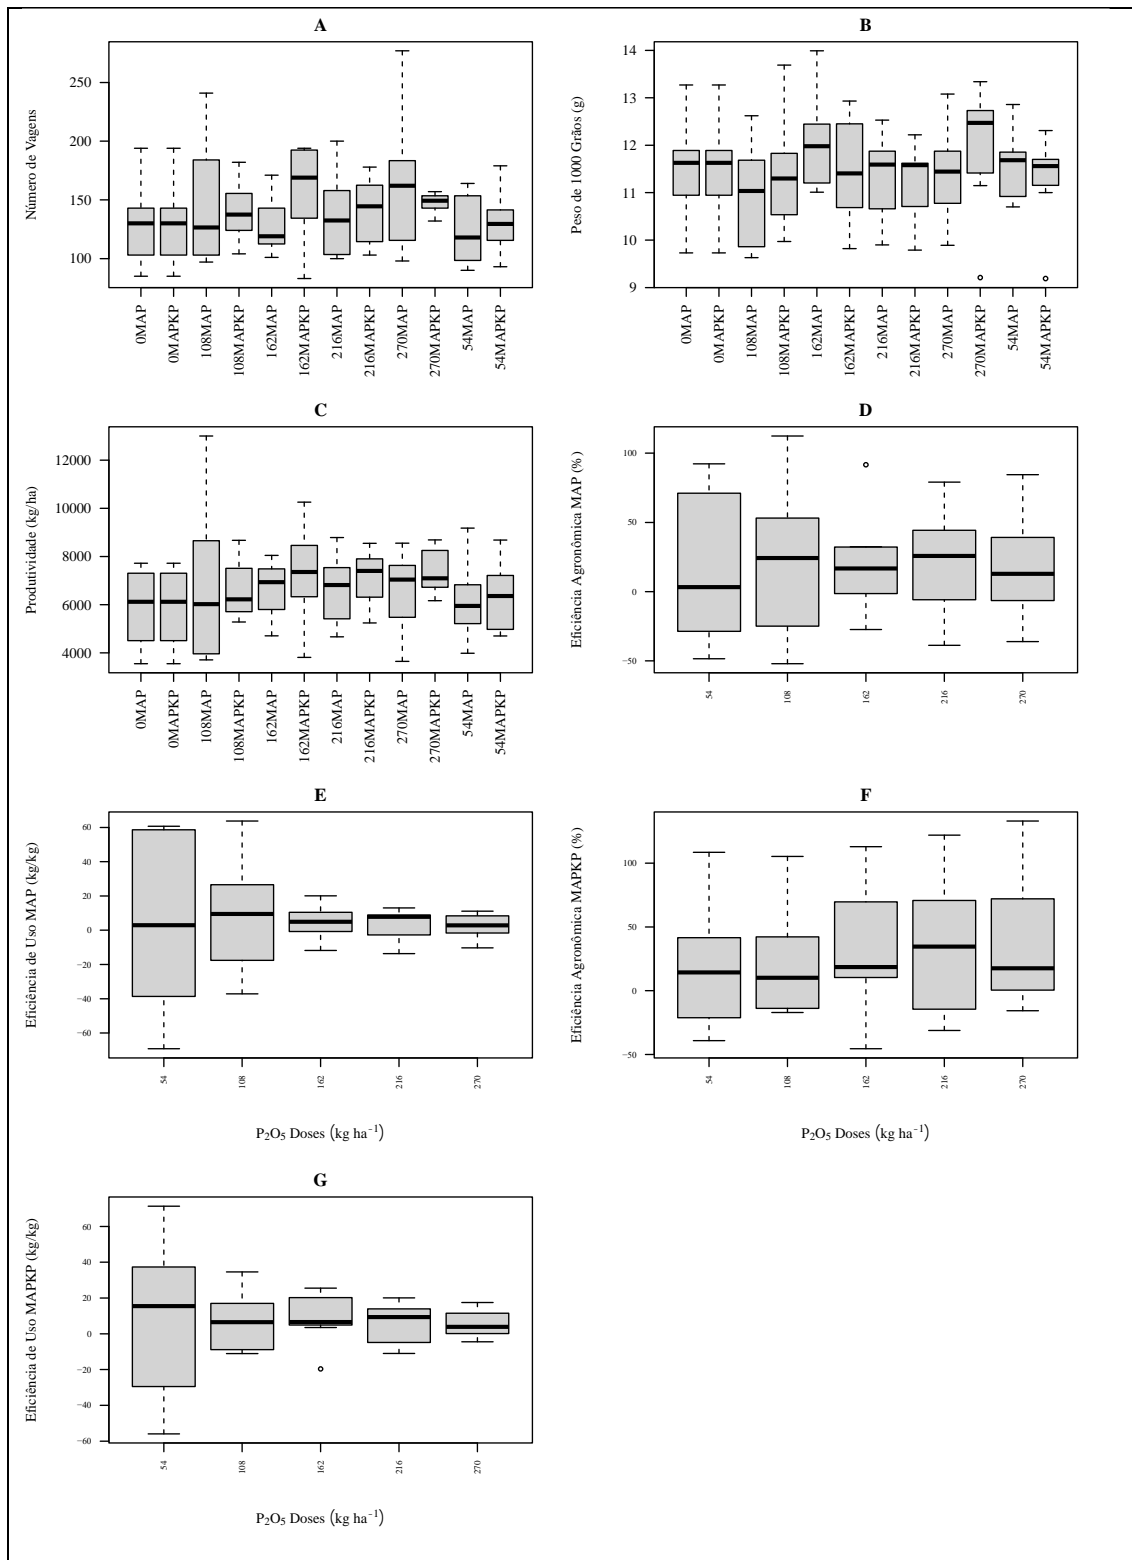 A
Número de Vagens
250
200
150
100
0MAP
0MAPKP
108MAP
108MAPKP
162MAP
162MAPKP
216MAP
216MAPKP
270MAP
270MAPKP
54MAP
54MAPKP
B
Peso de 1000 Grãos (g)
14
13
12
11
10
9
0MAP
0MAPKP
108MAP
108MAPKP
162MAP
162MAPKP
216MAP
216MAPKP
270MAP
270MAPKP
54MAP
54MAPKP
C
Produtividade (kg/ha)
12000
10000
8000
6000
4000
0MAP
0MAPKP
108MAP
108MAPKP
162MAP
162MAPKP
216MAP
216MAPKP
270MAP
270MAPKP
54MAP
54MAPKP
D
Eficiência Agronômica MAP (%)
100
50
0
−50
54
108
162
216
270
E
Eficiência de Uso MAP (kg/kg)
60
40
20
0
−20
−40
−60
54
108
162
216
270
P₂O₅ Doses (kg ha⁻¹)
F
Eficiência Agronômica MAPKP (%)
100
50
0
−50
54
108
162
216
270
P₂O₅ Doses (kg ha⁻¹)
G
Eficiência de Uso MAPKP (kg/kg)
60
40
20
0
−20
−40
−60
54
108
162
216
270
P₂O₅ Doses (kg ha⁻¹)